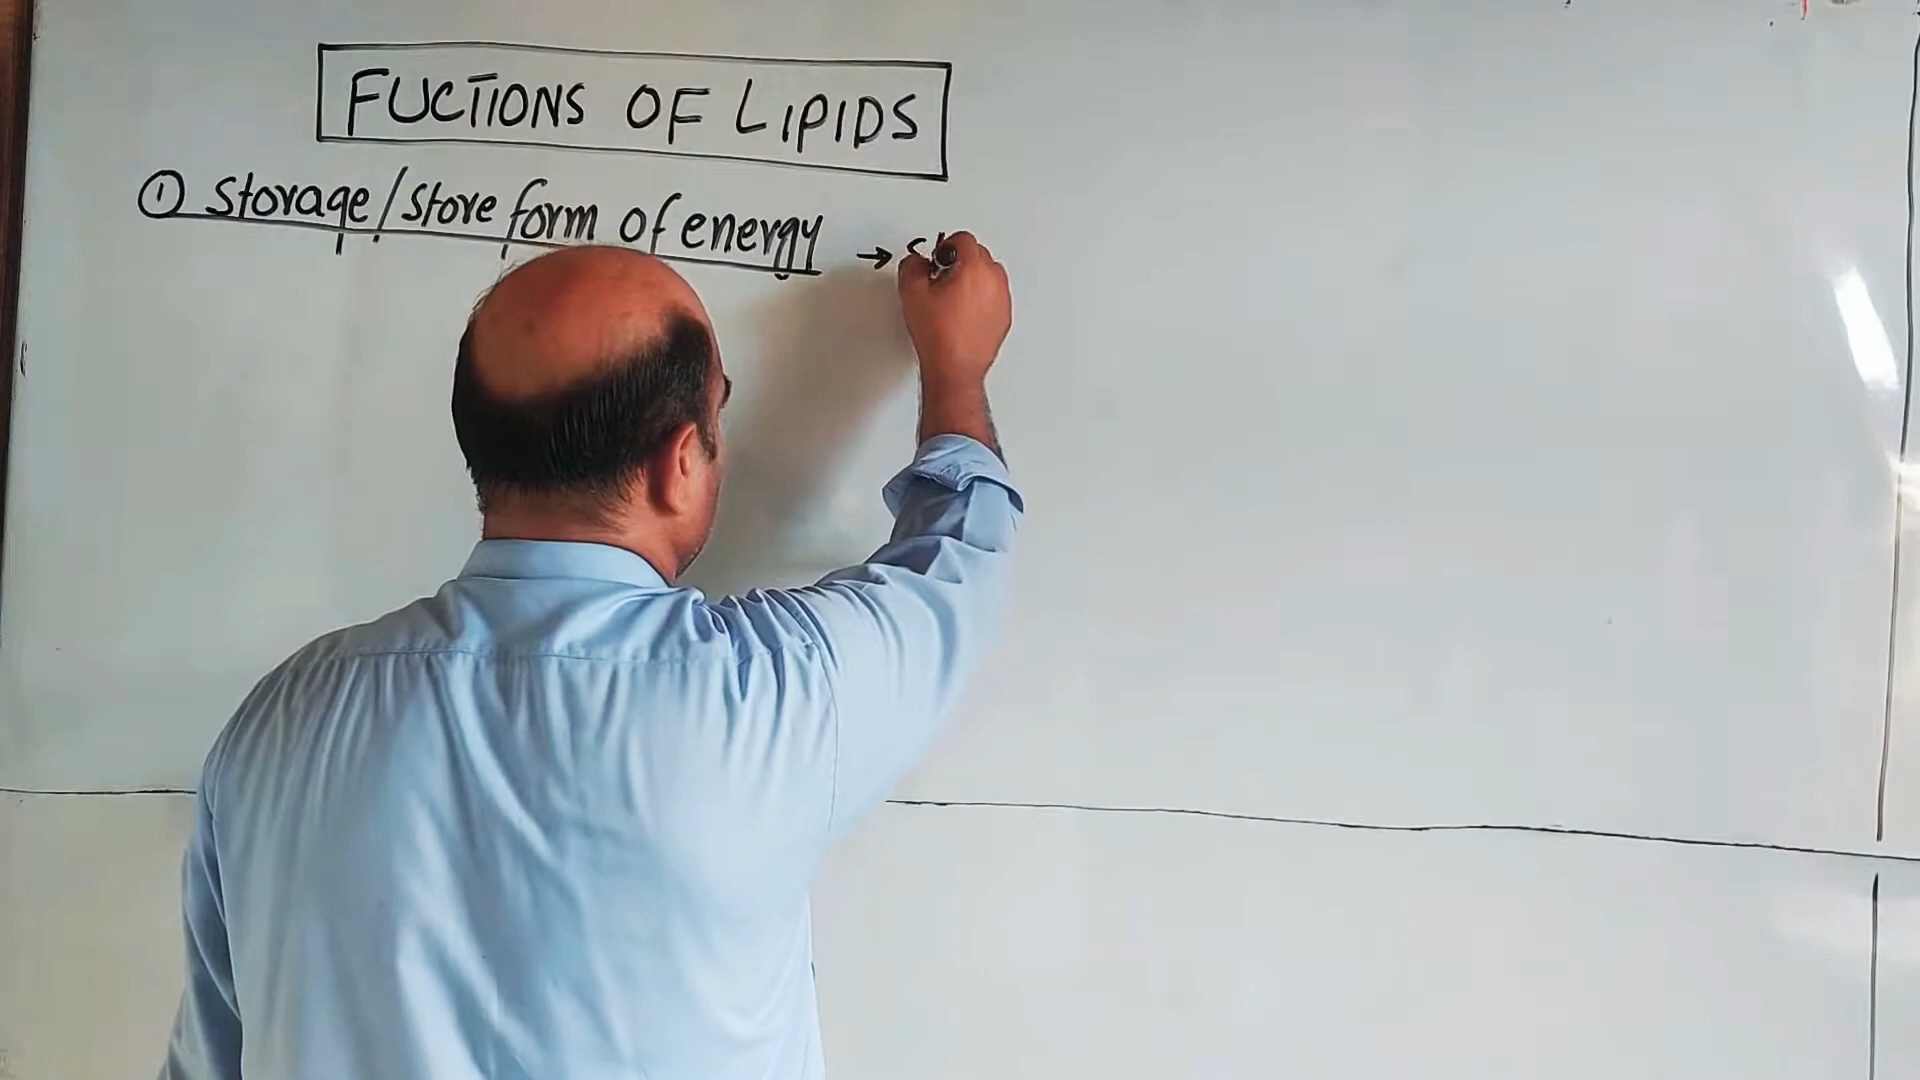 FUCTIONS OF LIPIDS
① Storage/store form of energy →